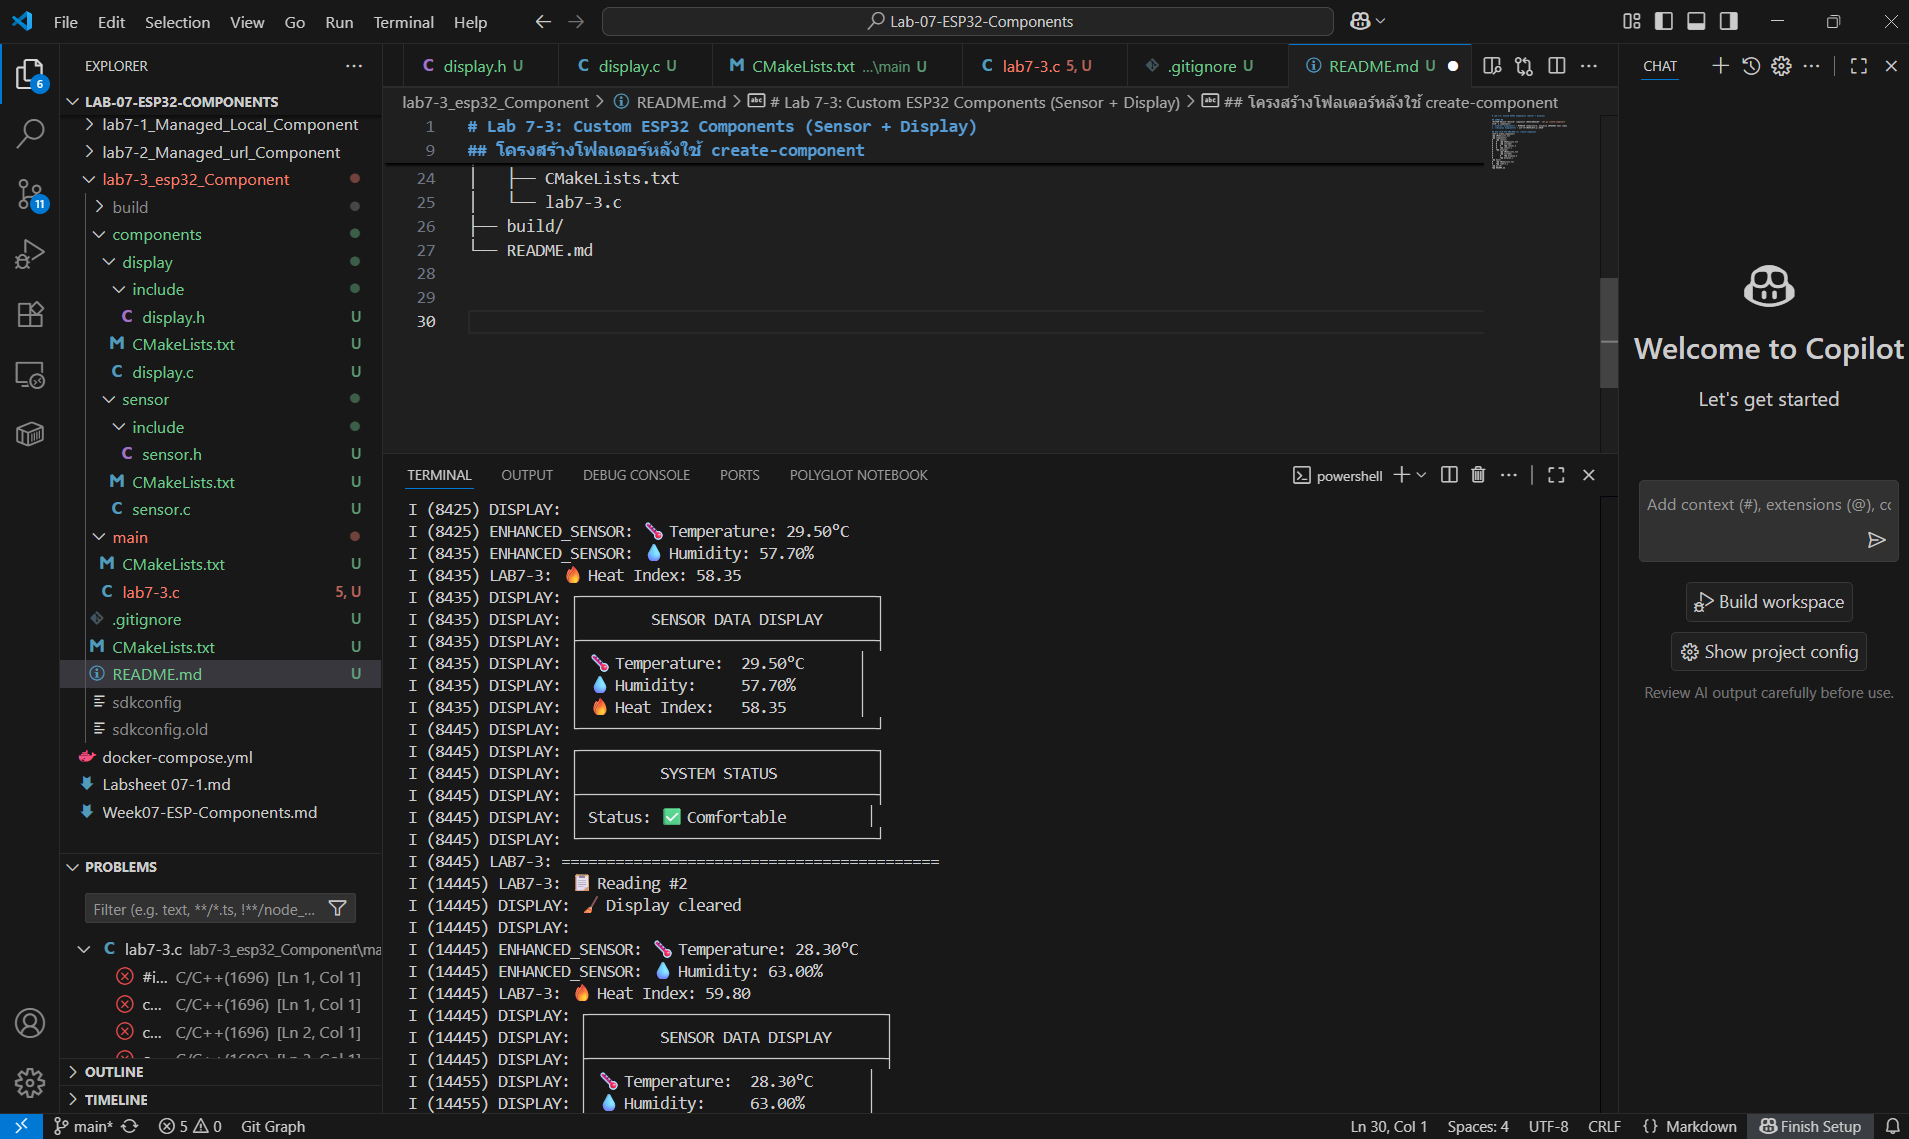 File Edit Selection View Go Run Terminal Help
Lab-07-ESP32-Components
EXPLORER
6
11
LAB-07-ESP32-COMPONENTS
lab7-1_Managed_Local_Component
lab7-2_Managed_url_Component
lab7-3_esp32_Component
build
components
display
include
display.h U
CMakeLists.txt U
display.c U
sensor
include
sensor.h U
CMakeLists.txt U
sensor.c U
main
CMakeLists.txt U
lab7-3.c 5, U
.gitignore U
CMakeLists.txt U
README.md U
sdkconfig
sdkconfig.old
docker-compose.yml
Labsheet 07-1.md
Week07-ESP-Components.md
PROBLEMS
Filter (e.g. text, **/*.ts, !**/node_...
lab7-3.c lab7-3_esp32_Component\ma
#i... C/C++(1696) [Ln 1, Col 1]
c... C/C++(1696) [Ln 1, Col 1]
c... C/C++(1696) [Ln 2, Col 1]
OUTLINE
TIMELINE
display.h U display.c U CMakeLists.txt ...\main U lab7-3.c 5, U .gitignore U README.md U
lab7-3_esp32_Component > README.md > # Lab 7-3: Custom ESP32 Components (Sensor + Display) > ## โครงสร้างโฟลเดอร์หลังใช้ create-component
1 # Lab 7-3: Custom ESP32 Components (Sensor + Display)
9 ## โครงสร้างโฟลเดอร์หลังใช้ create-component
24 │   ├── CMakeLists.txt
25 │   └── lab7-3.c
26 ├── build/
27 └── README.md
28
29
30
TERMINAL OUTPUT DEBUG CONSOLE PORTS POLYGLOT NOTEBOOK
powershell
I (8425) DISPLAY:
I (8425) ENHANCED_SENSOR: 🌡️ Temperature: 29.50°C
I (8435) ENHANCED_SENSOR: 💧 Humidity: 57.70%
I (8435) LAB7-3: 🔥 Heat Index: 58.35
I (8435) DISPLAY:
I (8435) DISPLAY: SENSOR DATA DISPLAY
I (8435) DISPLAY:
I (8435) DISPLAY: 🌡️ Temperature: 29.50°C
I (8435) DISPLAY: 💧 Humidity: 57.70%
I (8435) DISPLAY: 🔥 Heat Index: 58.35
I (8445) DISPLAY:
I (8445) DISPLAY:
I (8445) DISPLAY: SYSTEM STATUS
I (8445) DISPLAY:
I (8445) DISPLAY: Status: ✅ Comfortable
I (8445) DISPLAY:
I (8445) LAB7-3: ==========================================
I (14445) LAB7-3: 📋 Reading #2
I (14445) DISPLAY: 🖌️ Display cleared
I (14445) DISPLAY:
I (14445) ENHANCED_SENSOR: 🌡️ Temperature: 28.30°C
I (14445) ENHANCED_SENSOR: 💧 Humidity: 63.00%
I (14445) LAB7-3: 🔥 Heat Index: 59.80
I (14445) DISPLAY:
I (14445) DISPLAY: SENSOR DATA DISPLAY
I (14445) DISPLAY:
I (14455) DISPLAY: 🌡️ Temperature: 28.30°C
I (14455) DISPLAY: 💧 Humidity: 63.00%
CHAT
Welcome to Copilot
Let's get started
Add context (#), extensions (@), co
Build workspace
Show project config
Review AI output carefully before use.
main* 5 0 Git Graph
Ln 30, Col 1 Spaces: 4 UTF-8 CRLF {} Markdown Finish Setup